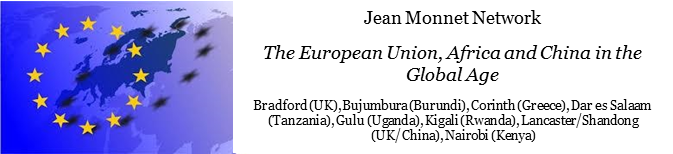 Jean Monnet Network
The European Union, Africa and China in the
Global Age
Bradford (UK), Bujumbura (Burundi), Corinth (Greece), Dar es Salaam
(Tanzania), Gulu (Uganda), Kigali (Rwanda), Lancaster/Shandong
(UK/China), Nairobi (Kenya)